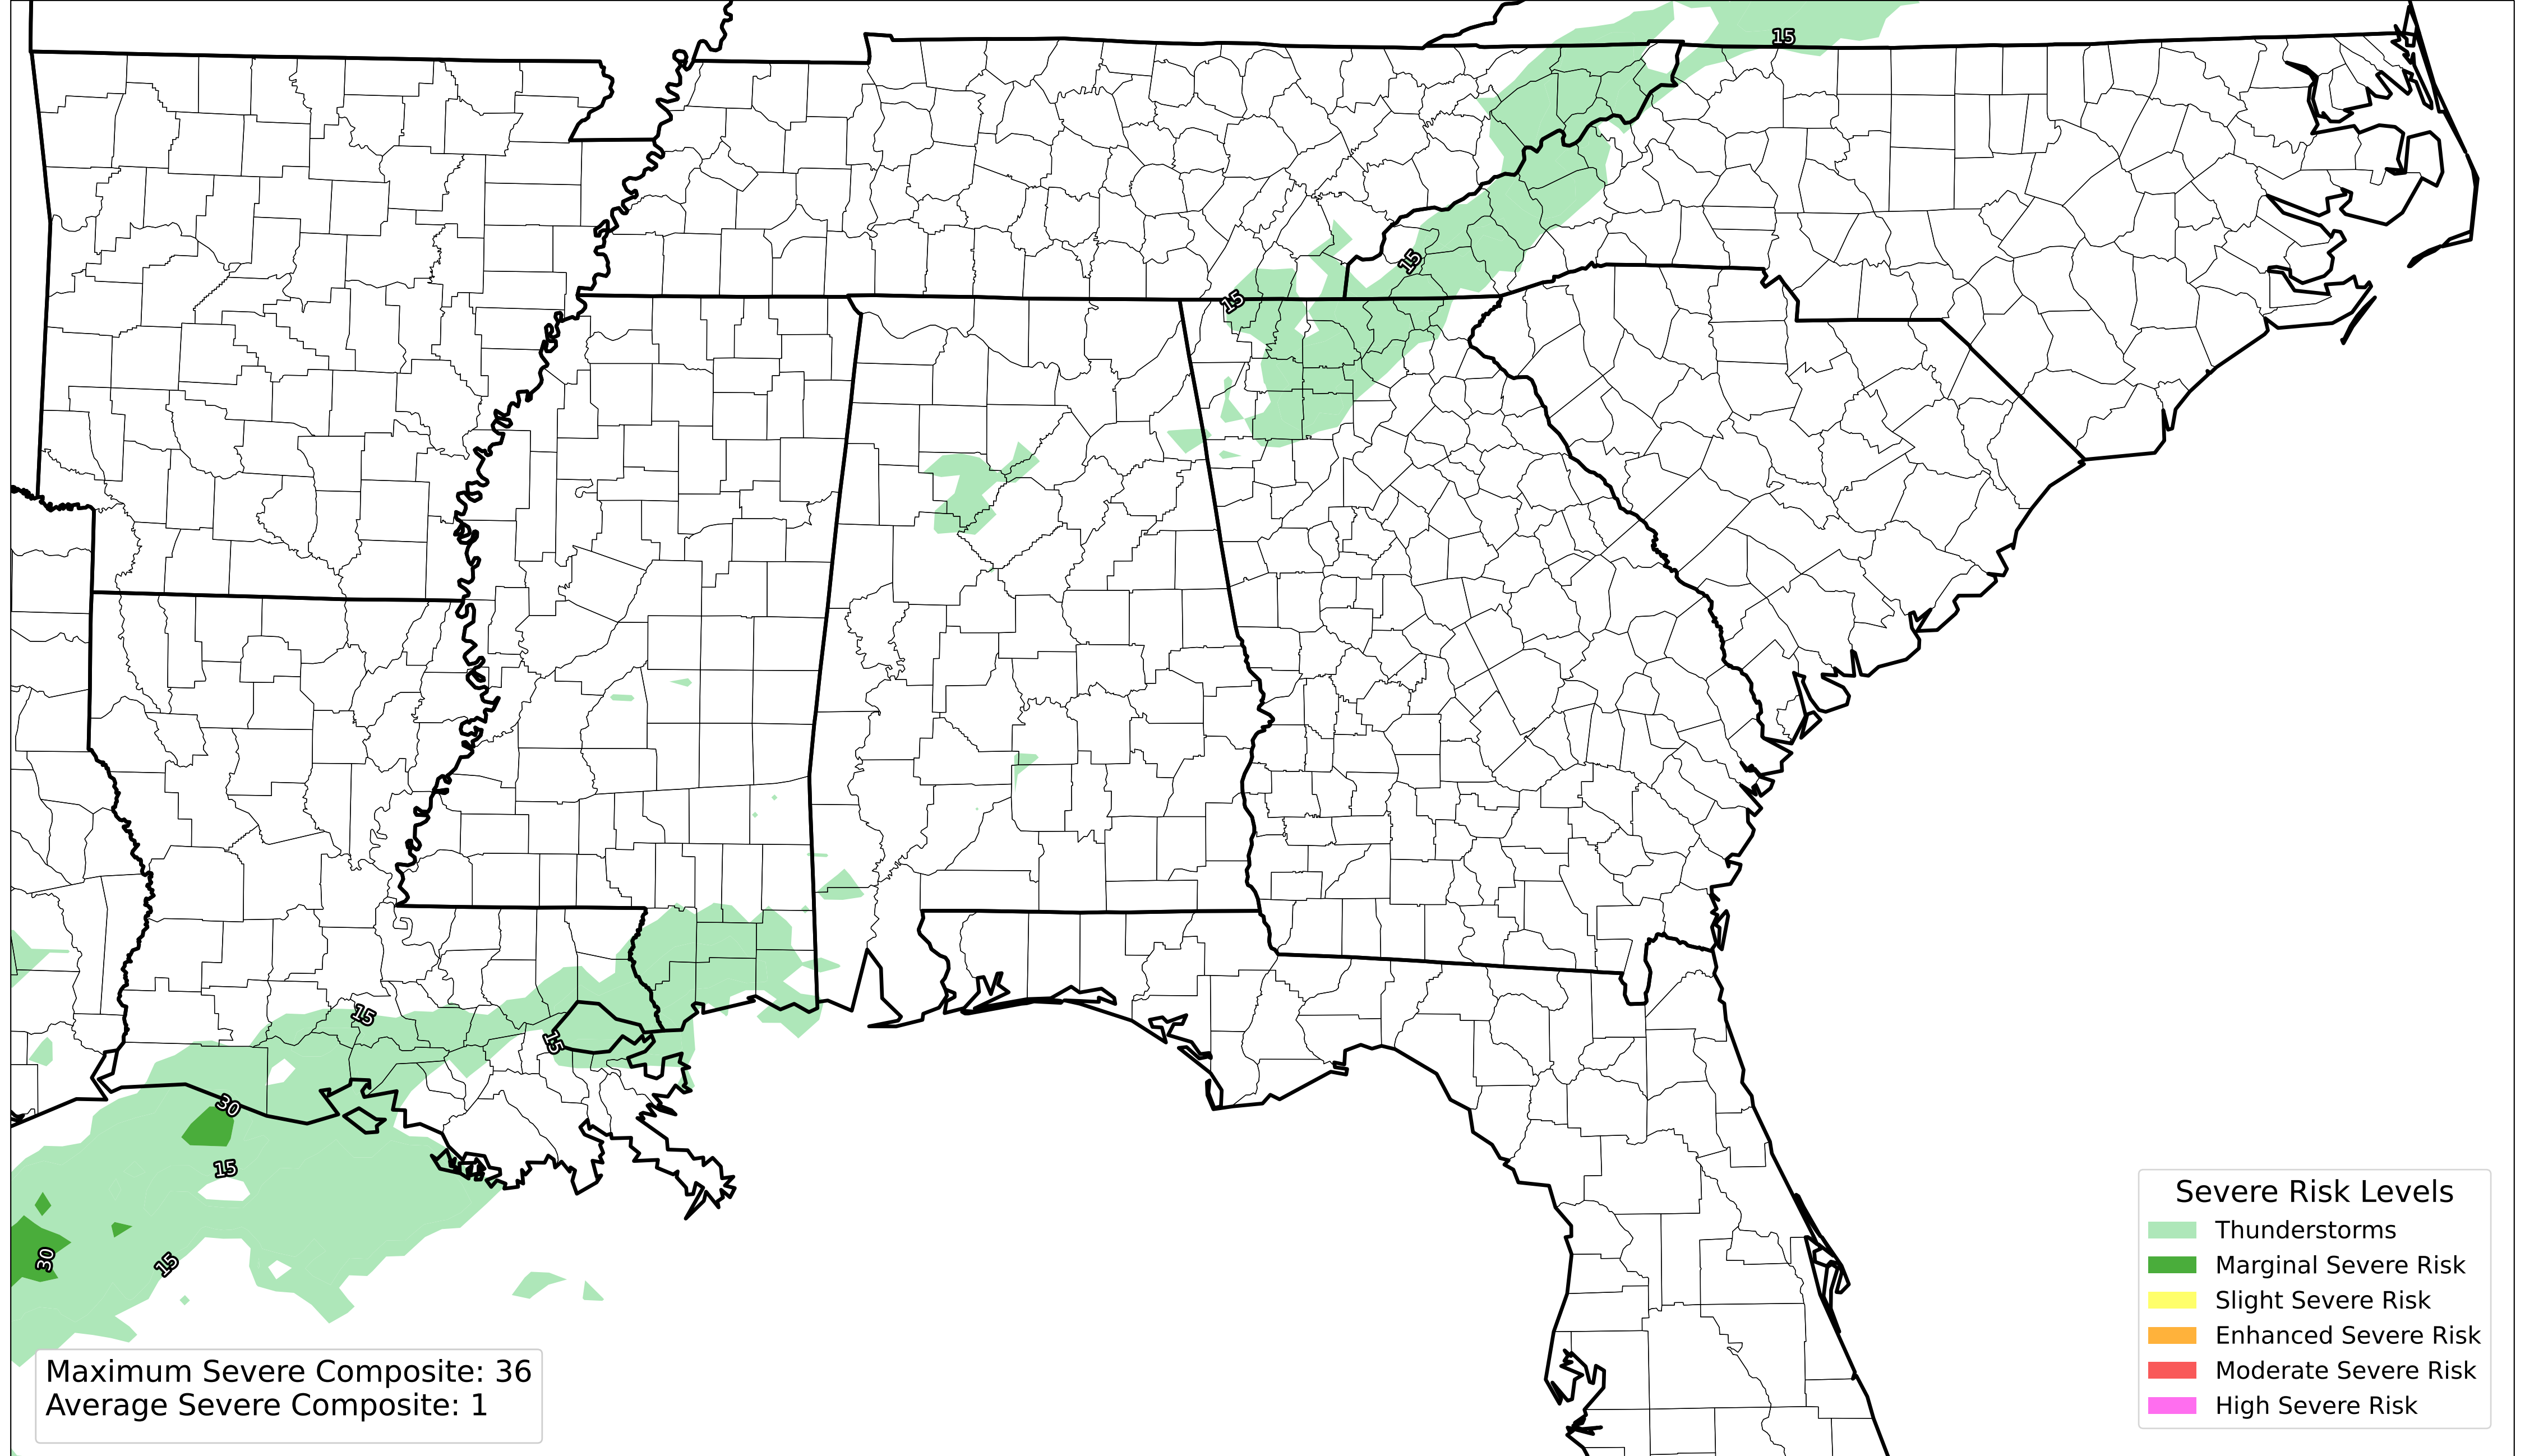 15
15
15
15
15
30
15
30
15
Severe Risk Levels
Thunderstorms
Marginal Severe Risk
Slight Severe Risk
Enhanced Severe Risk
Moderate Severe Risk
High Severe Risk
Maximum Severe Composite: 36
Average Severe Composite: 1